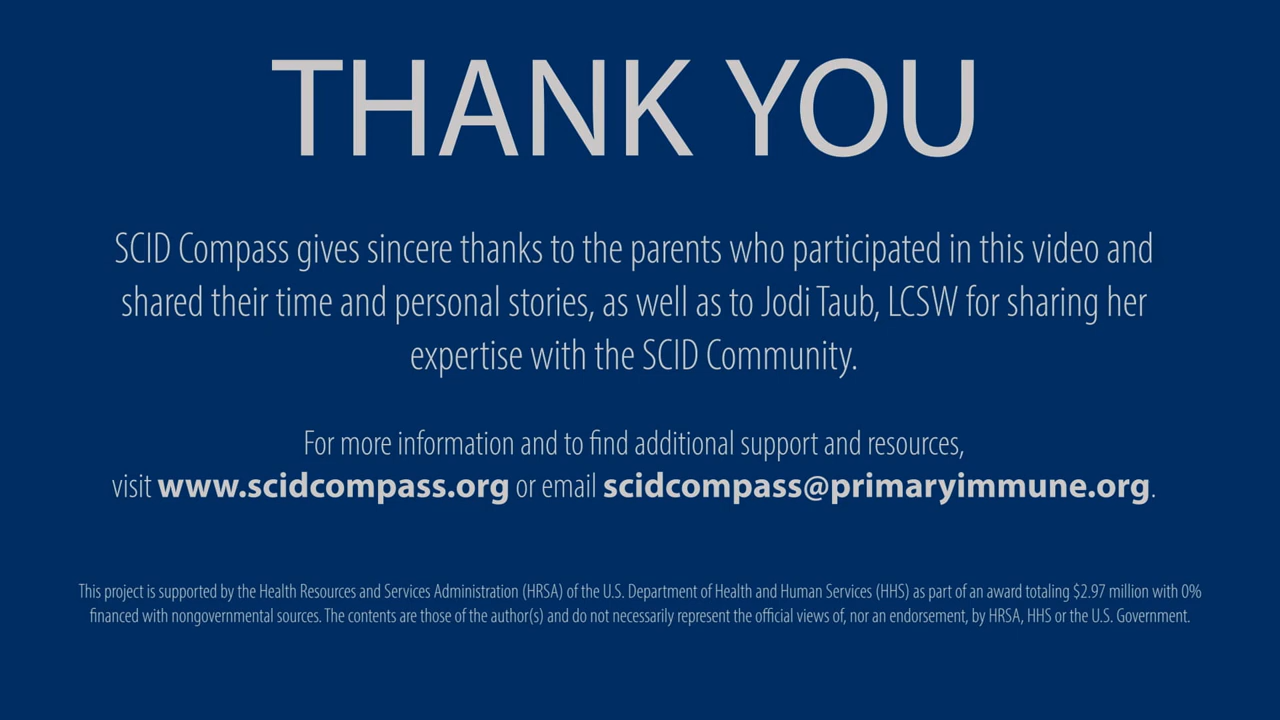 THANK YOU
SCID Compass gives sincere thanks to the parents who participated in this video and
shared their time and personal stories, as well as to Jodi Taub, LCSW for sharing her
expertise with the SCID Community.
For more information and to find additional support and resources,
visit www.scidcompass.org or email scidcompass@primaryimmune.org.
This project is supported by the Health Resources and Services Administration (HRSA) of the U.S. Department of Health and Human Services (HHS) as part of an award totaling $2.97 million with 0%
financed with nongovernmental sources. The contents are those of the author(s) and do not necessarily represent the official views of, nor an endorsement, by HRSA, HHS or the U.S. Government.